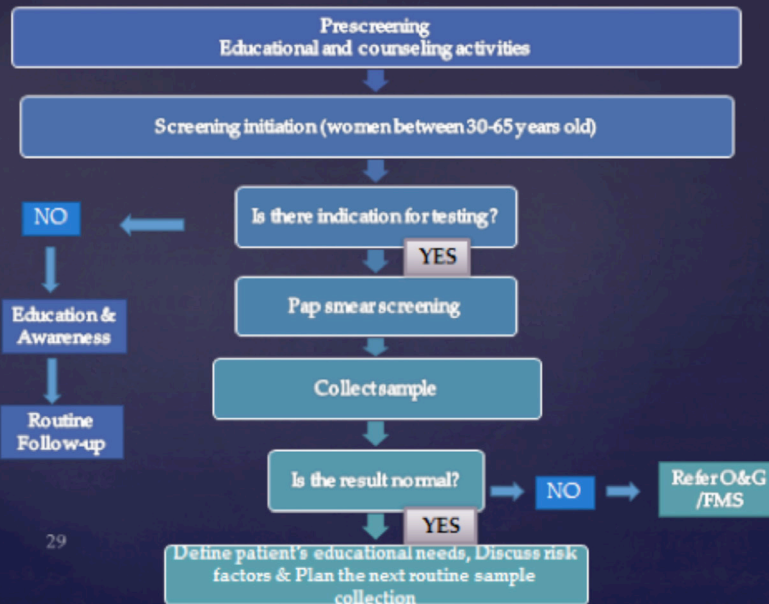 Prescreening
Educational and counseling activities
Screening initiation (women between 30-65 years old)
Is there indication for testing?
NO
YES
Education &
Awareness
Pap smear screening
Collect sample
Routine
Follow-up
Is the result normal?
NO
Refer O&G
/FMS
YES
29
Define patient's educational needs, Discuss risk
factors & Plan the next routine sample
collection